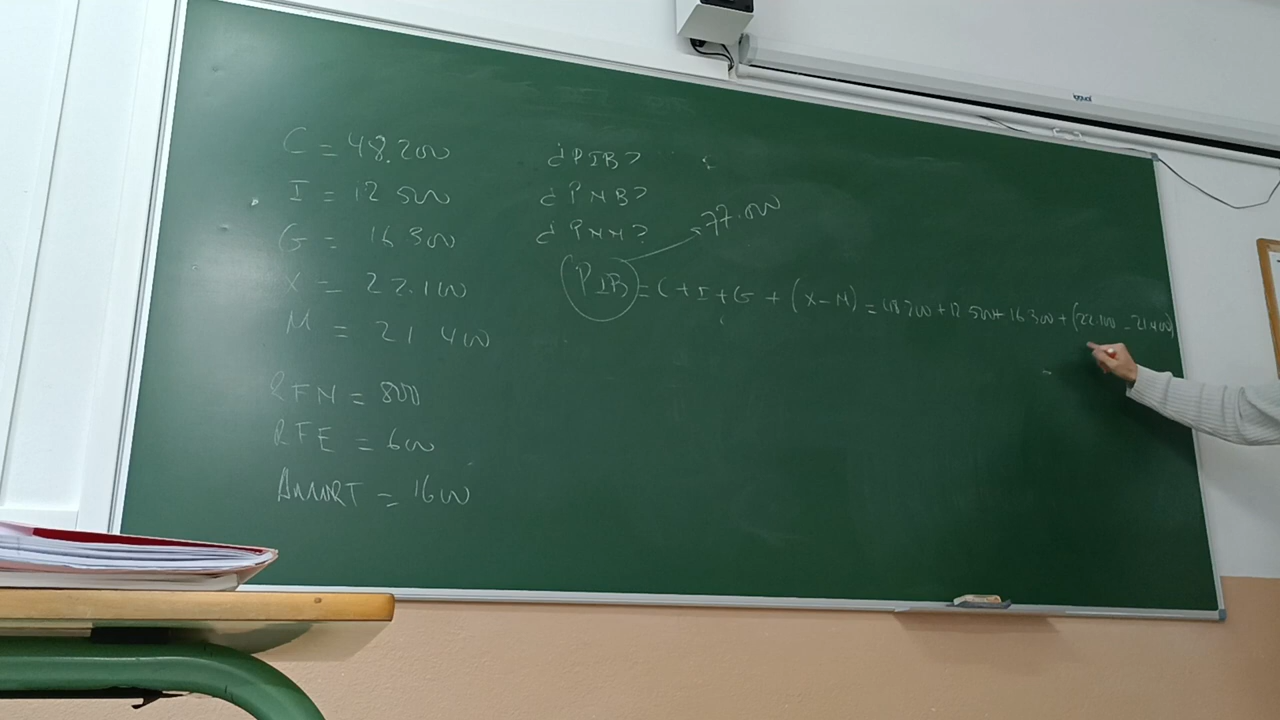 C = 48.200
I = 12 500
G = 16 300
X = 22.100
M = 21 400
RFN = 800
RFE = 600
AMORT = 1600
¿PIB?
¿PNB?
¿PNN?
77.000
PIB = C + I + G + (X - M) = 48 200 + 12 500 + 16 300 + (22.100 - 21.400)